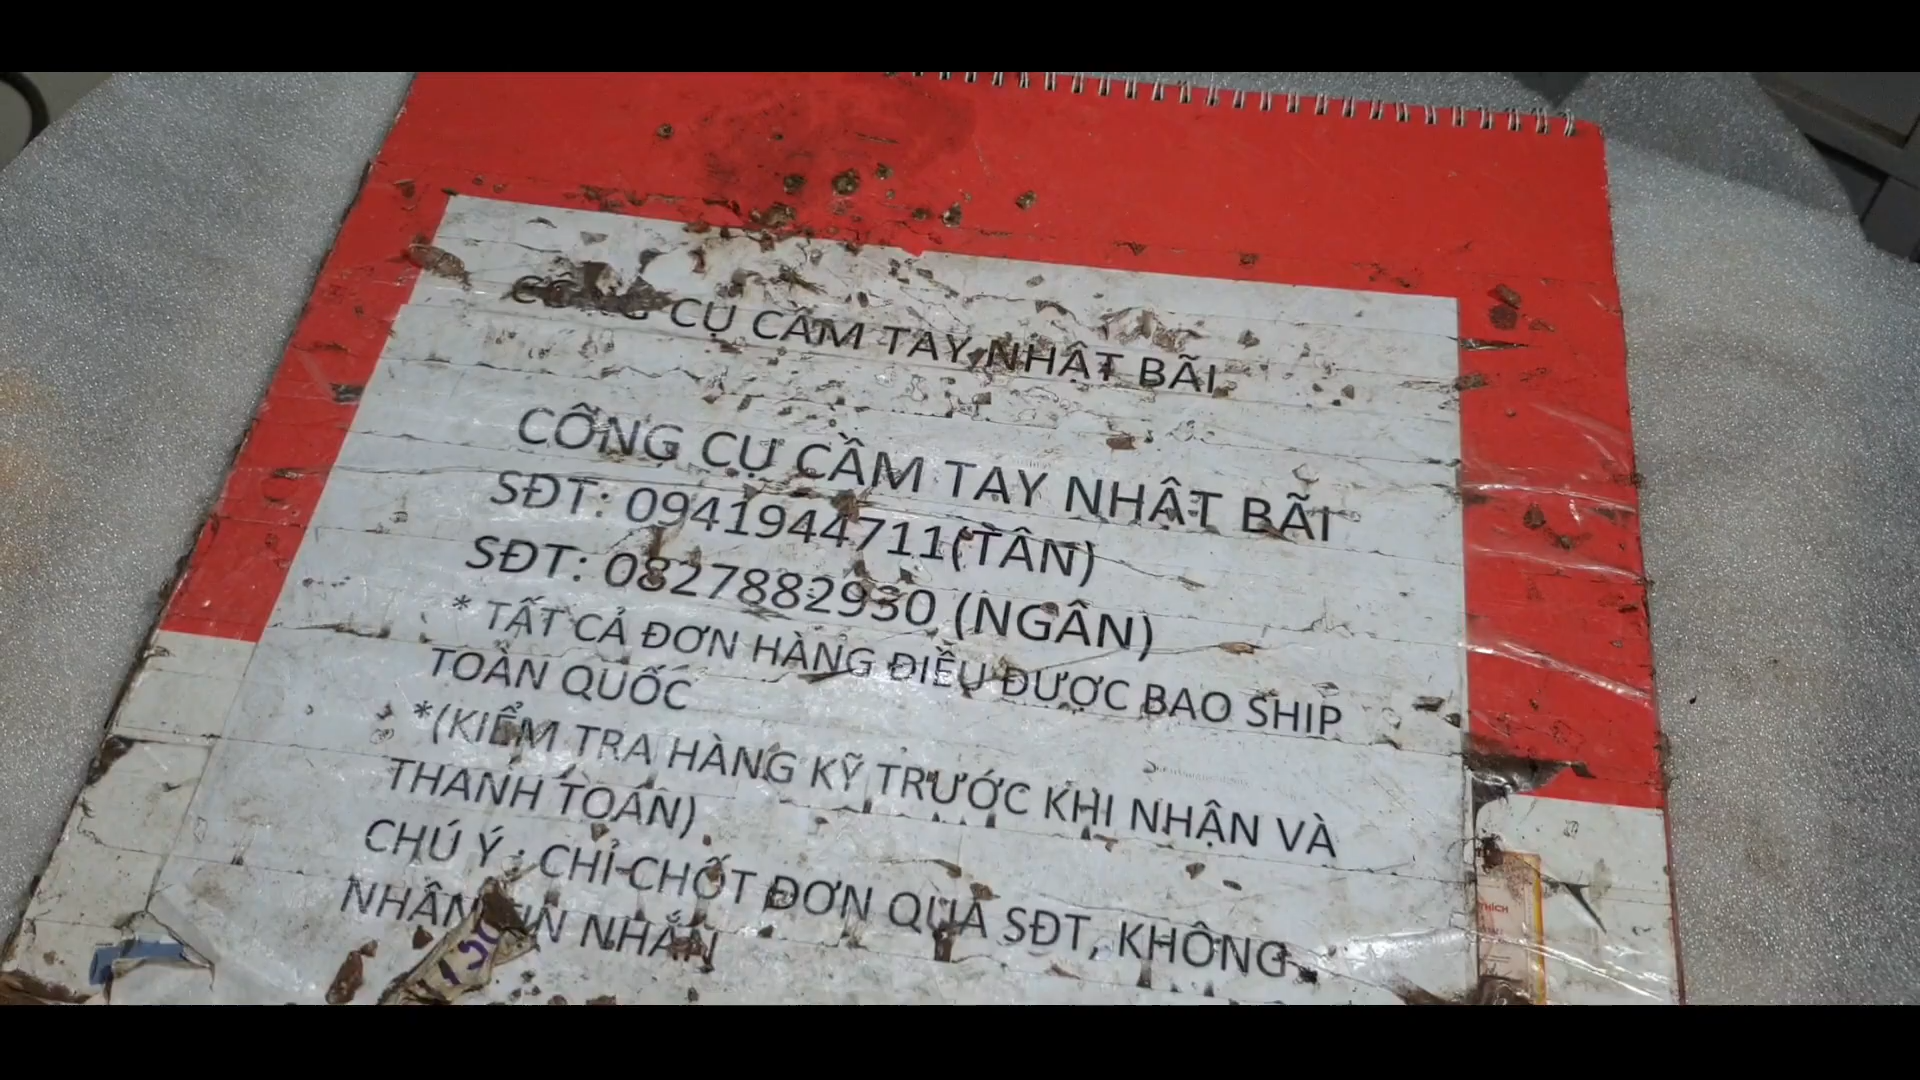 CÔNG CỤ CẦM TAY NHẬT BÃI
CÔNG CỤ CẦM TAY NHẬT BÃI
SĐT: 0941944711(TÂN)
SĐT: 0827882930 (NGÂN)
* TẤT CẢ ĐƠN HÀNG ĐIỀU ĐƯỢC BAO SHIP
TOÀN QUỐC
*(KIỂM TRA HÀNG KỸ TRƯỚC KHI NHẬN VÀ
THANH TOÁN)
CHÚ Ý : CHỈ CHỐT ĐƠN QUA SĐT, KHÔNG
NHẬN TIN NHẮN